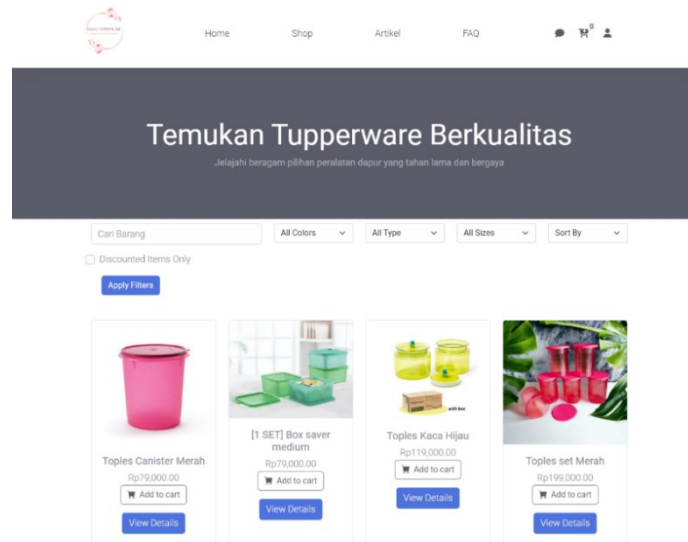 Home Shop Artikel FAQ 0
Temukan Tupperware Berkualitas
Jelajahi beragam pilihan peralatan dapur yang tahan lama dan bergaya
Cari Barang All Colors All Type All Sizes Sort By
Discounted Items Only
Apply Filters
Toples Canister Merah
Rp79,000.00
Add to cart
View Details
[1 SET] Box saver
medium
Rp79,000.00
Add to cart
View Details
with box
Toples Kaca Hijau
Rp119,000.00
Add to cart
View Details
Toples set Merah
Rp199,000.00
Add to cart
View Details